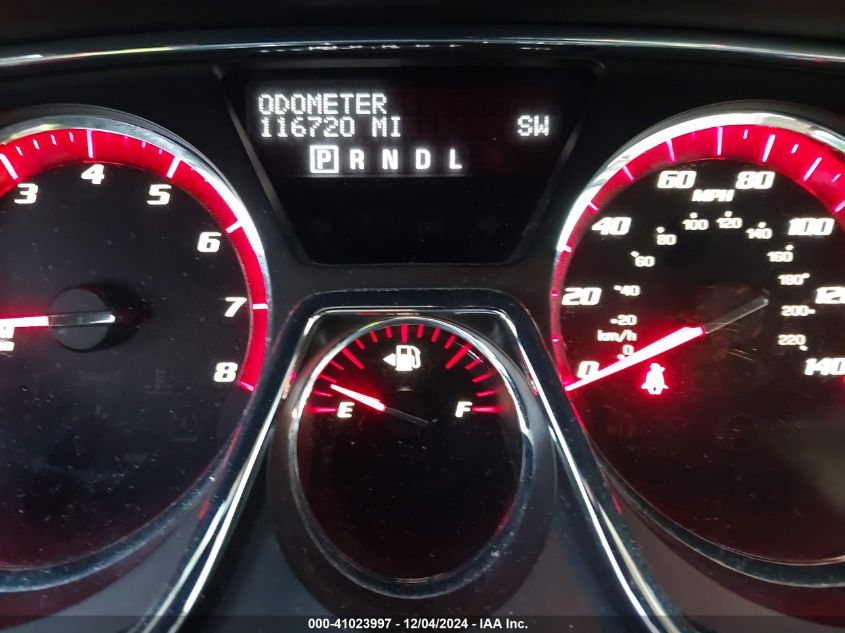 ODOMETER
116720 MI SW
P R N D L
3 4 5 6 7 8
E F
0 20 40 60 80 100 120 140
MPH
-20 -40 60 80 100 120 140 160 180 200 220
km/h
0
000-41023997 - 12/04/2024 - IAA Inc.